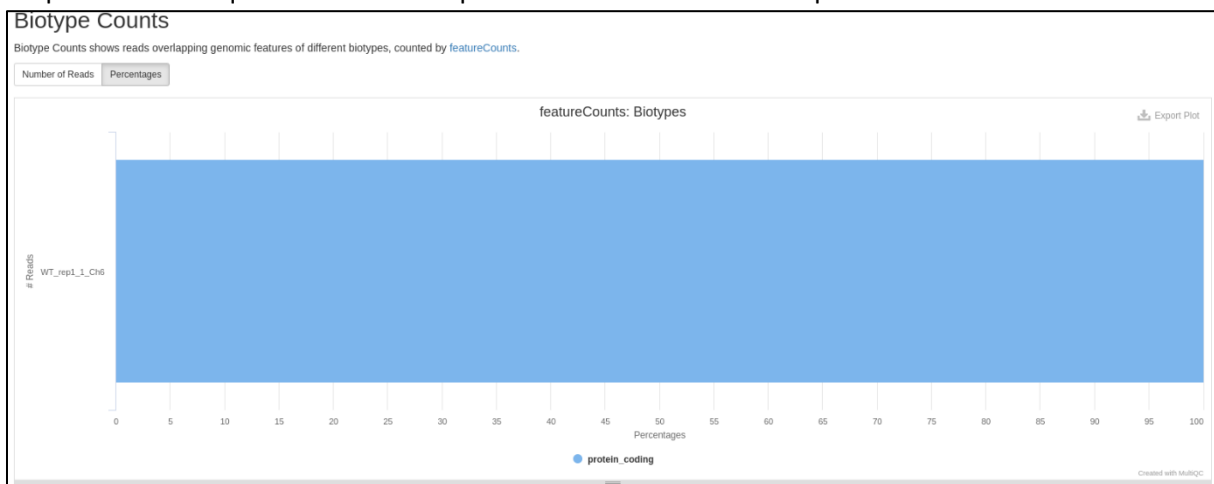 Biotype Counts
Biotype Counts shows reads overlapping genomic features of different biotypes, counted by featureCounts.
Number of Reads Percentages
featureCounts: Biotypes
Export Plot
# Reads
WT_rep1_1_Ch6
0 5 10 15 20 25 30 35 40 45 50 55 60 65 70 75 80 85 90 95 100
Percentages
protein_coding
Created with MultiQC